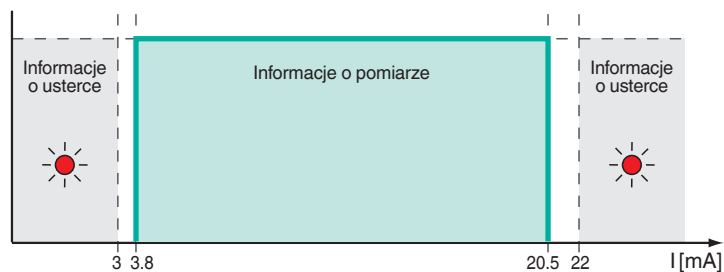 Informacje
o usterce
Informacje o pomiarze
Informacje
o usterce
3
3.8
20.5
22
I [mA]